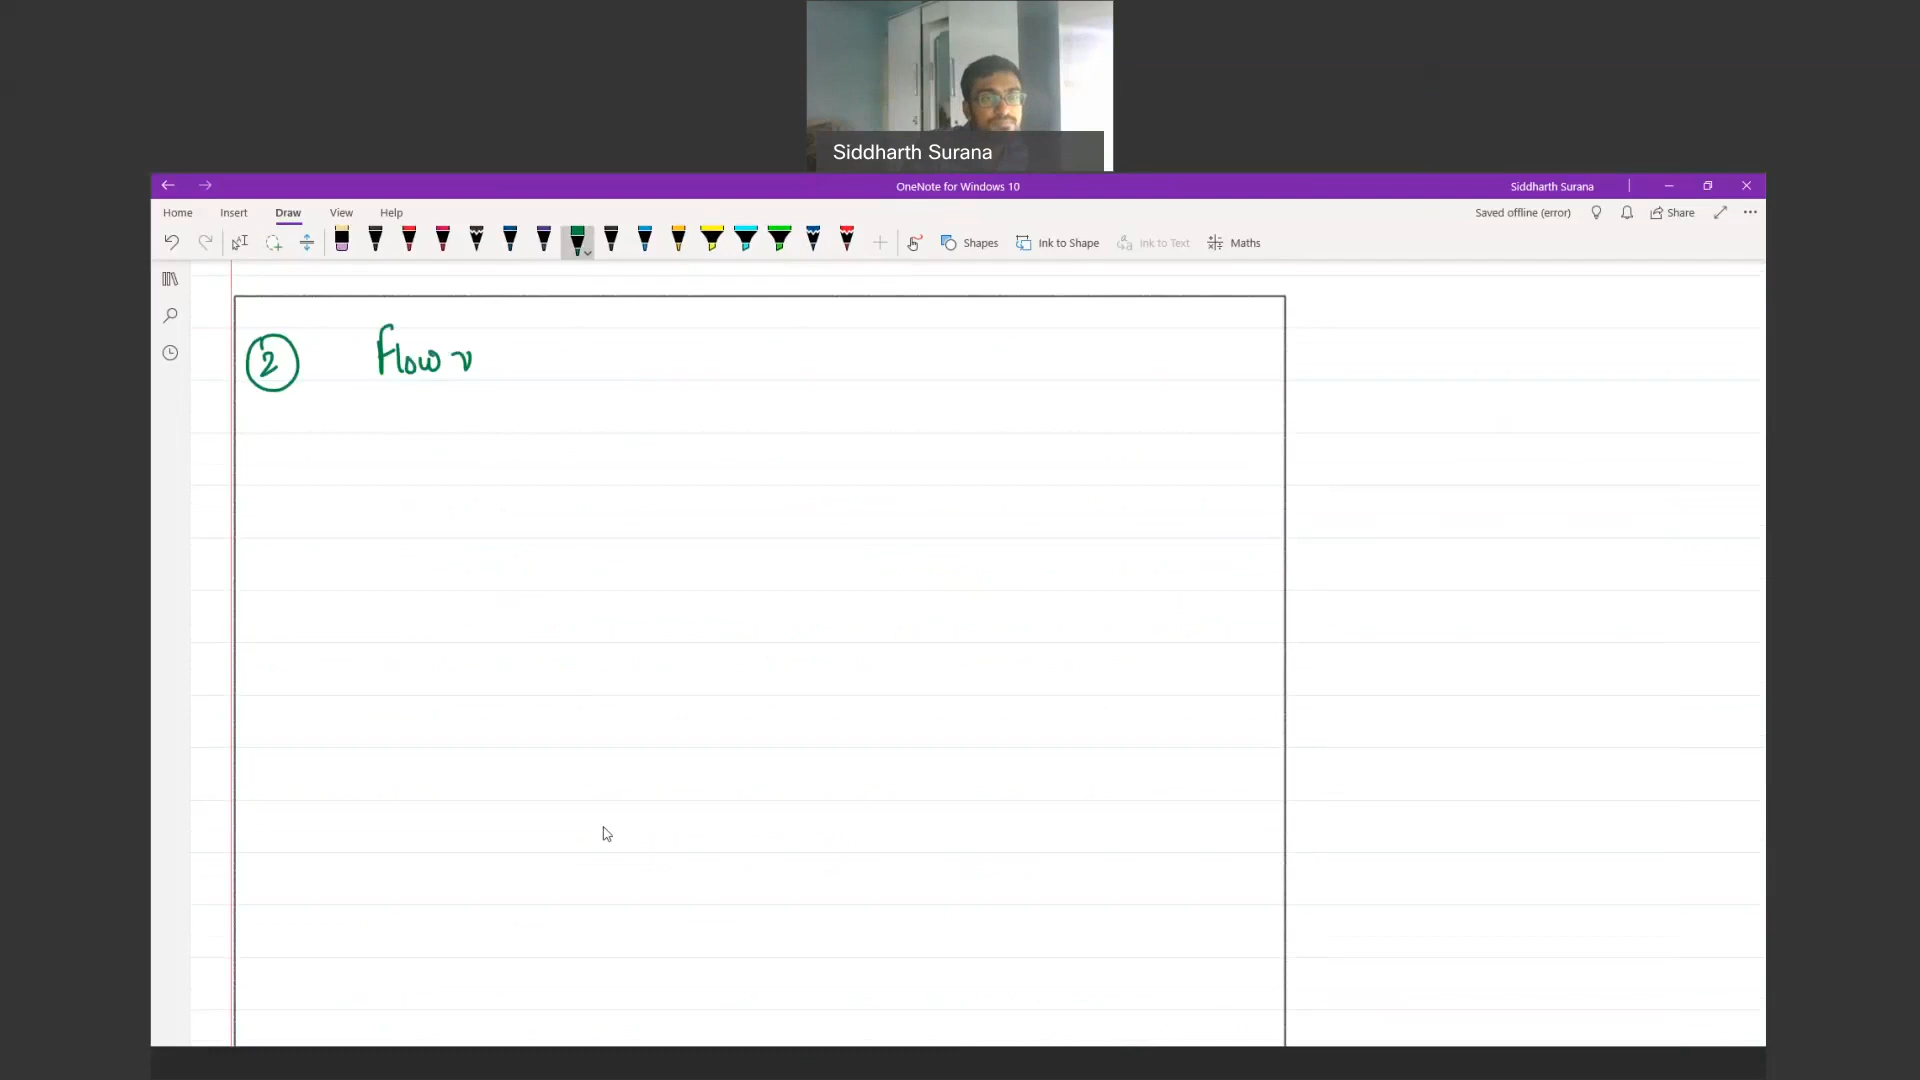 Siddharth Surana
OneNote for Windows 10
Siddharth Surana
Home Insert Draw View Help
Saved offline (error) Share
Shapes Ink to Shape Ink to Text Maths
2 Flow v